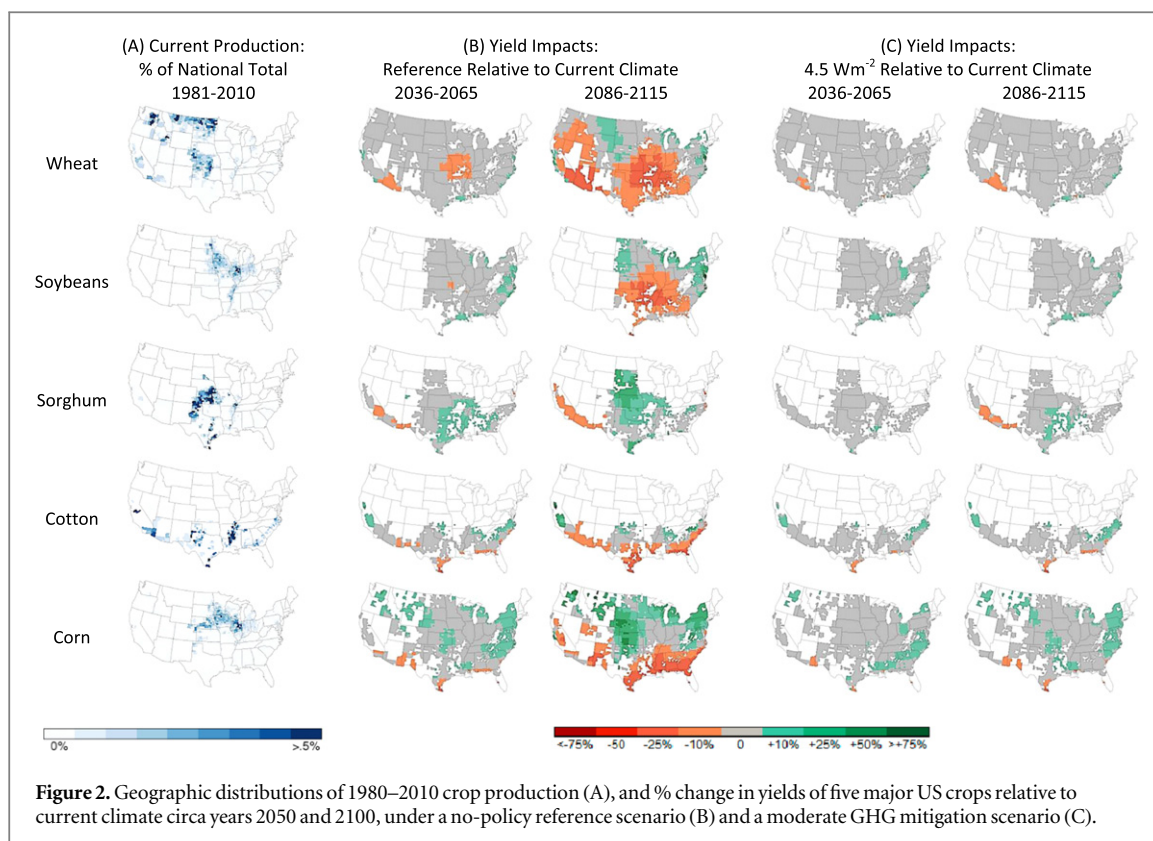 (A) Current Production:
% of National Total
1981-2010
(B) Yield Impacts:
Reference Relative to Current Climate
2036-2065 2086-2115
(C) Yield Impacts:
4.5 Wm⁻² Relative to Current Climate
2036-2065 2086-2115
Wheat
Soybeans
Sorghum
Cotton
Corn
0% >.5%
<-75% -50 -25% -10% 0 +10% +25% +50% >+75%
Figure 2. Geographic distributions of 1980–2010 crop production (A), and % change in yields of five major US crops relative to
current climate circa years 2050 and 2100, under a no-policy reference scenario (B) and a moderate GHG mitigation scenario (C).